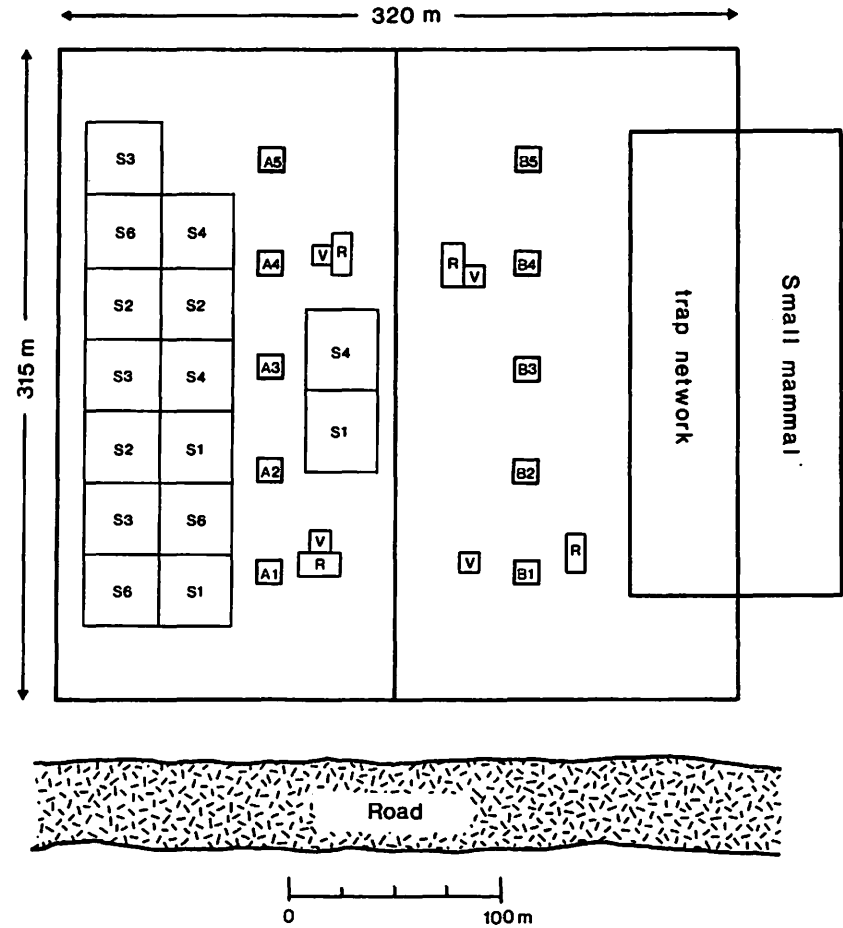 320 m
315 m
S3
A5
B5
S6 S4
A4
V R
R V
B4
S2 S2
S4
S3 S4
A3
B3
S2 S1
A2
S1
B2
S3 S6
V
R
A1
V
B1
R
S6 S1
trap network
Small mammal
Road
0 100 m